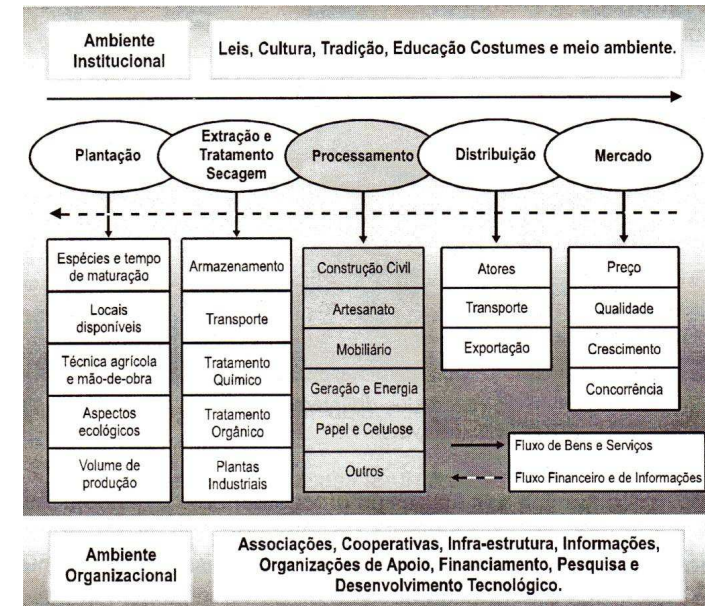 Ambiente
Institucional
Leis, Cultura, Tradição, Educação Costumes e meio ambiente.
Plantação
Extração e
Tratamento
Secagem
Processamento
Distribuição
Mercado
Espécies e tempo
de maturação
Locais
disponíveis
Técnica agrícola
e mão-de-obra
Aspectos
ecológicos
Volume de
produção
Armazenamento
Transporte
Tratamento
Químico
Tratamento
Orgânico
Plantas
Industriais
Construção Civil
Artesanato
Mobiliário
Geração e Energia
Papel e Celulose
Outros
Atores
Transporte
Exportação
Preço
Qualidade
Crescimento
Concorrência
Fluxo de Bens e Serviços
Fluxo Financeiro e de Informações
Ambiente
Organizacional
Associações, Cooperativas, Infra-estrutura, Informações,
Organizações de Apoio, Financiamento, Pesquisa e
Desenvolvimento Tecnológico.